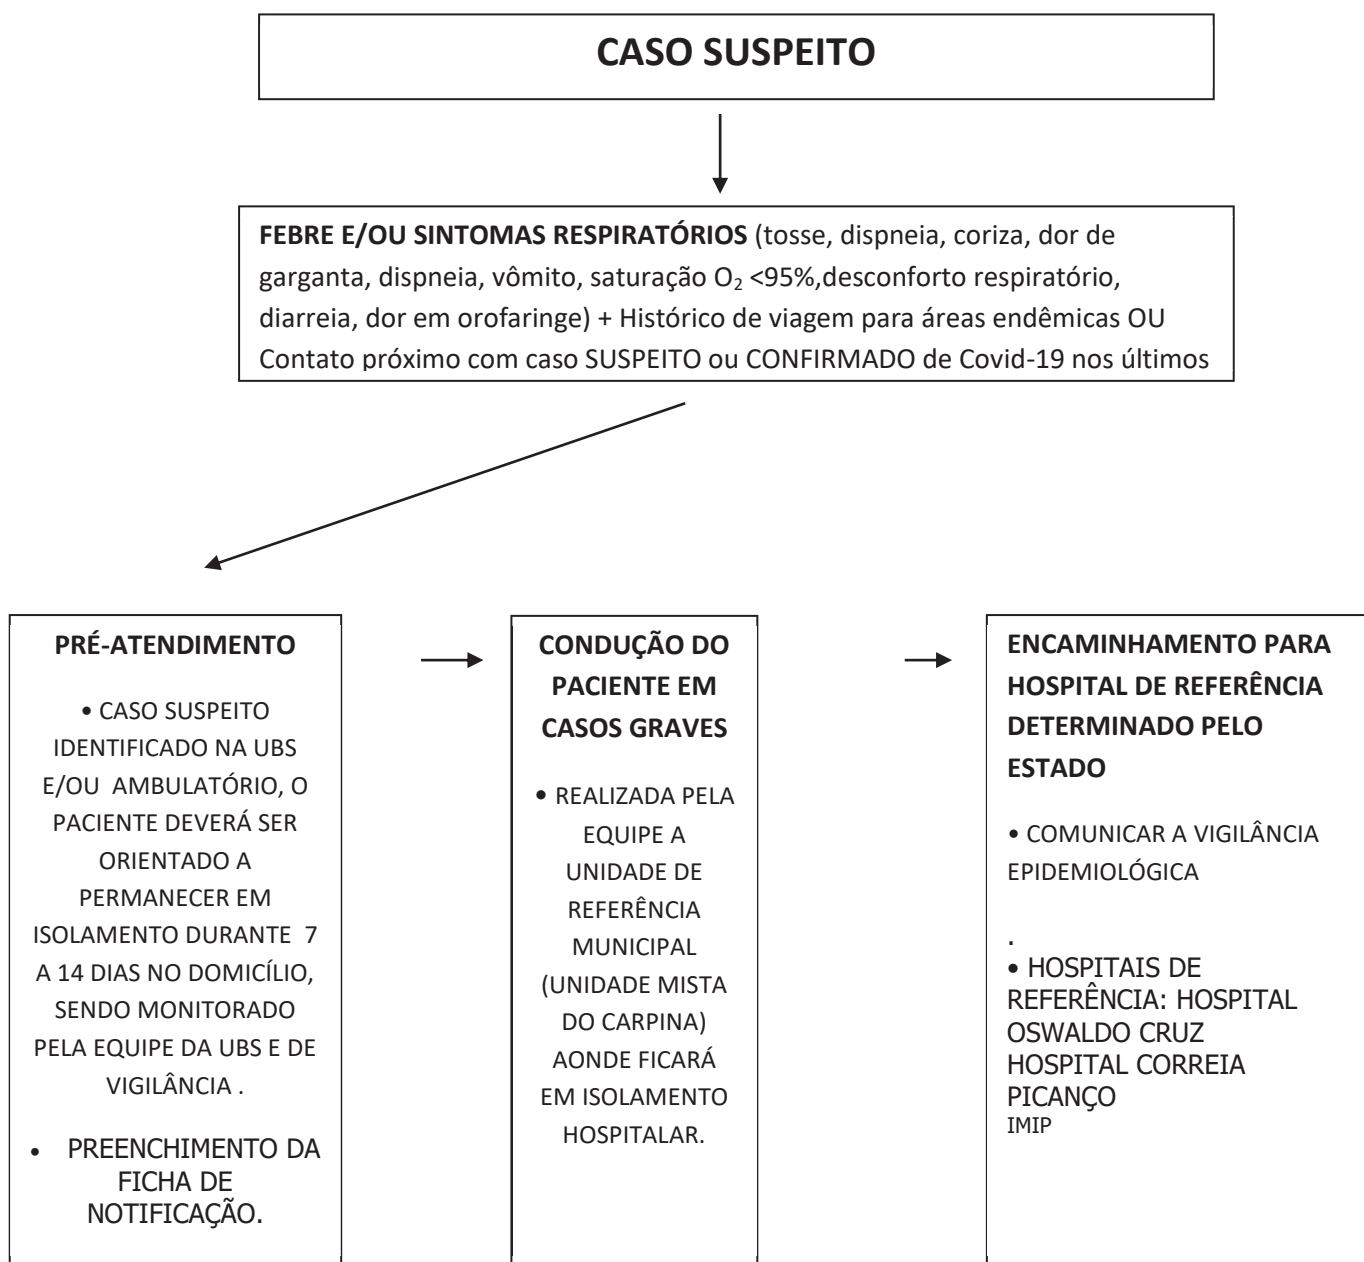 CASO SUSPEITO
FEBRE E/OU SINTOMAS RESPIRATÓRIOS (tosse, dispneia, coriza, dor de
garganta, dispneia, vômito, saturação O₂ <95%,desconforto respiratório,
diarreia, dor em orofaringe) + Histórico de viagem para áreas endêmicas OU
Contato próximo com caso SUSPEITO ou CONFIRMADO de Covid-19 nos últimos
PRÉ-ATENDIMENTO
• CASO SUSPEITO
IDENTIFICADO NA UBS
E/OU AMBULATÓRIO, O
PACIENTE DEVERÁ SER
ORIENTADO A
PERMANECER EM
ISOLAMENTO DURANTE 7
A 14 DIAS NO DOMICÍLIO,
SENDO MONITORADO
PELA EQUIPE DA UBS E DE
VIGILÂNCIA .
• PREENCHIMENTO DA
FICHA DE
NOTIFICAÇÃO.
CONDUÇÃO DO
PACIENTE EM
CASOS GRAVES
• REALIZADA PELA
EQUIPE A
UNIDADE DE
REFERÊNCIA
MUNICIPAL
(UNIDADE MISTA
DO CARPINA)
AONDE FICARÁ
EM ISOLAMENTO
HOSPITALAR.
ENCAMINHAMENTO PARA
HOSPITAL DE REFERÊNCIA
DETERMINADO PELO
ESTADO
• COMUNICAR A VIGILÂNCIA
EPIDEMIOLÓGICA
.
• HOSPITAIS DE
REFERÊNCIA: HOSPITAL
OSWALDO CRUZ
HOSPITAL CORREIA
PICANÇO
IMIP